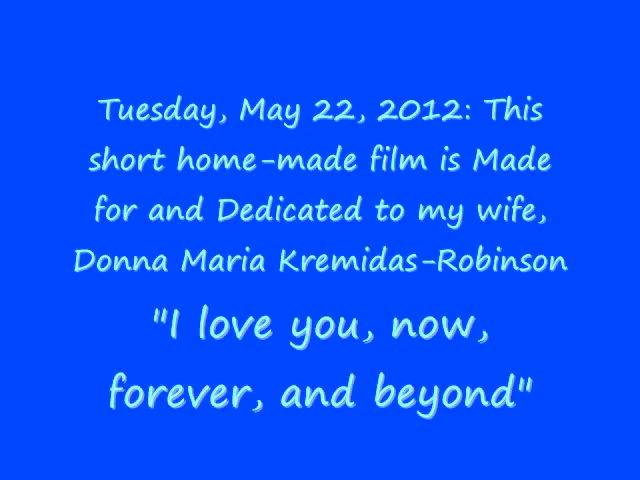 Tuesday, May 22, 2012: This
short home-made film is Made
for and Dedicated to my wife,
Donna Maria Kremidas-Robinson
"I love you, now,
forever, and beyond"